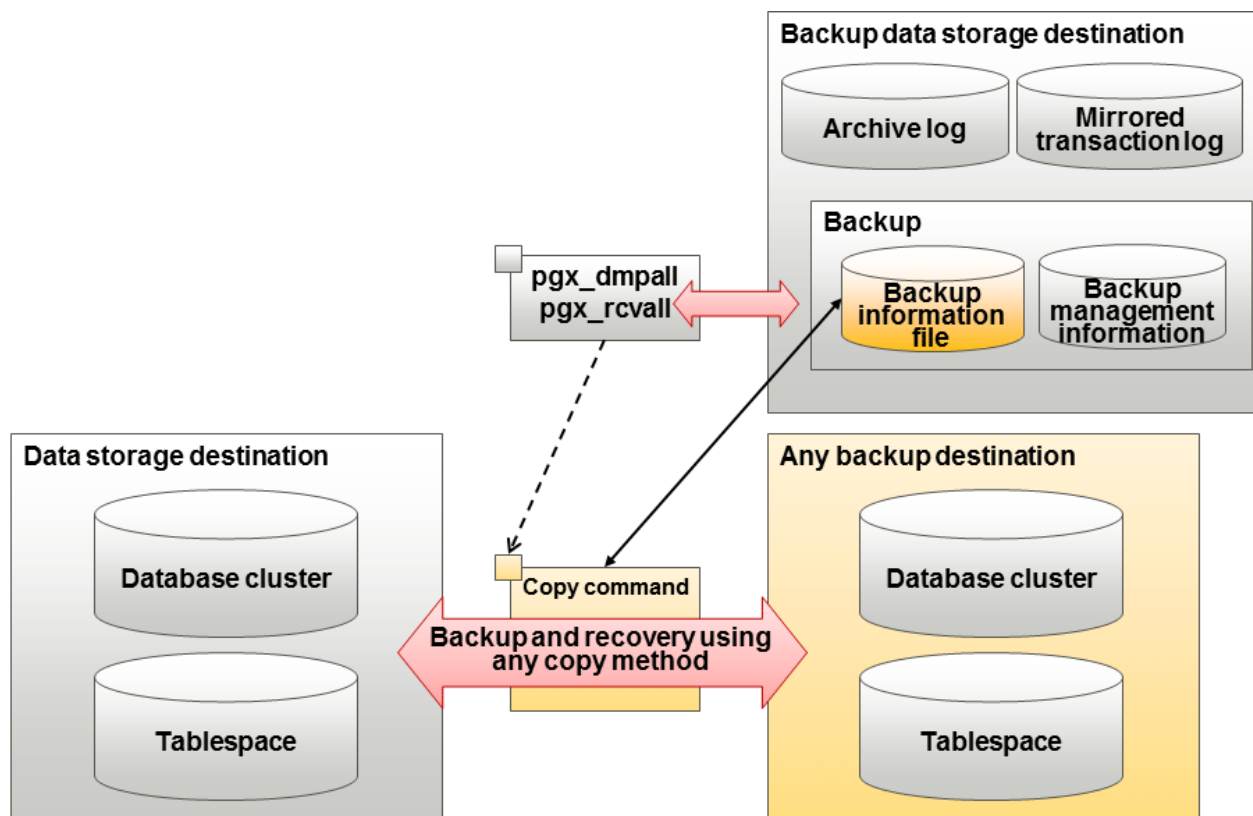 Backup data storage destination
Archive log
Mirrored
transaction log
Backup
Backup
information
file
Backup
management
information
pgx_dmpall
pgx_rcvall
Data storage destination
Database cluster
Tablespace
Copy command
Backup and recovery using
any copy method
Any backup destination
Database cluster
Tablespace